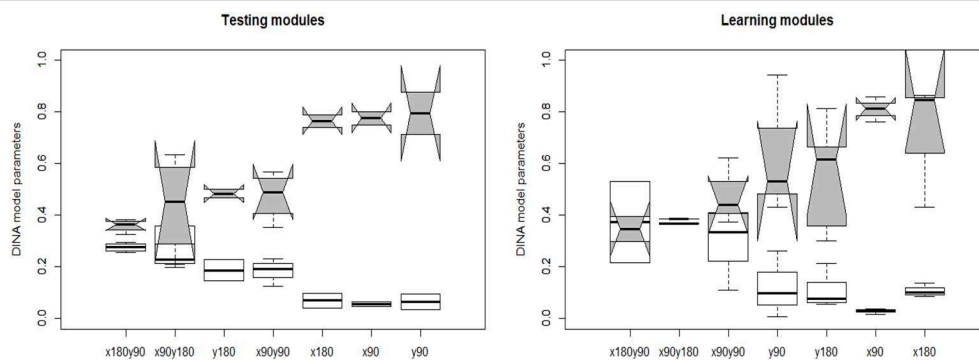 Testing modules
DINA model parameters
1.0
0.8
0.6
0.4
0.2
0.0
x180y90 x90y180 y180 x90y90 x180 x90 y90
Learning modules
DINA model parameters
1.0
0.8
0.6
0.4
0.2
0.0
x180y90 x90y180 x90y90 y90 y180 x90 x180